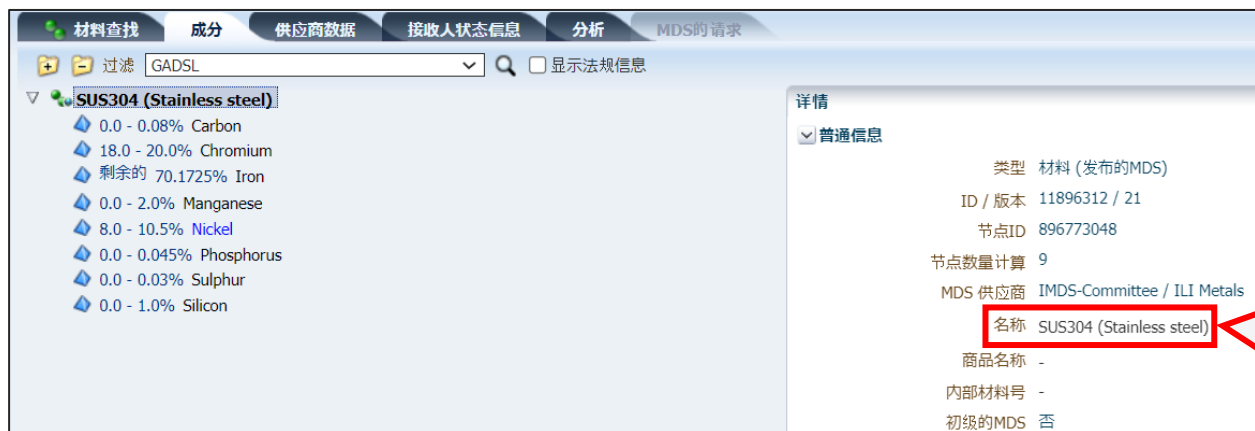 材料查找 成分 供应商数据 接收人状态信息 分析 MDS的请求
过滤 GADSL 显示法规信息
SUS304 (Stainless steel)
0.0 - 0.08% Carbon
18.0 - 20.0% Chromium
剩余的 70.1725% Iron
0.0 - 2.0% Manganese
8.0 - 10.5% Nickel
0.0 - 0.045% Phosphorus
0.0 - 0.03% Sulphur
0.0 - 1.0% Silicon
详情
普通信息
类型 材料 (发布的MDS)
ID / 版本 11896312 / 21
节点ID 896773048
节点数量计算 9
MDS 供应商 IMDS-Committee / ILI Metals
名称 SUS304 (Stainless steel)
商品名称 -
内部材料号 -
初级的MDS 否